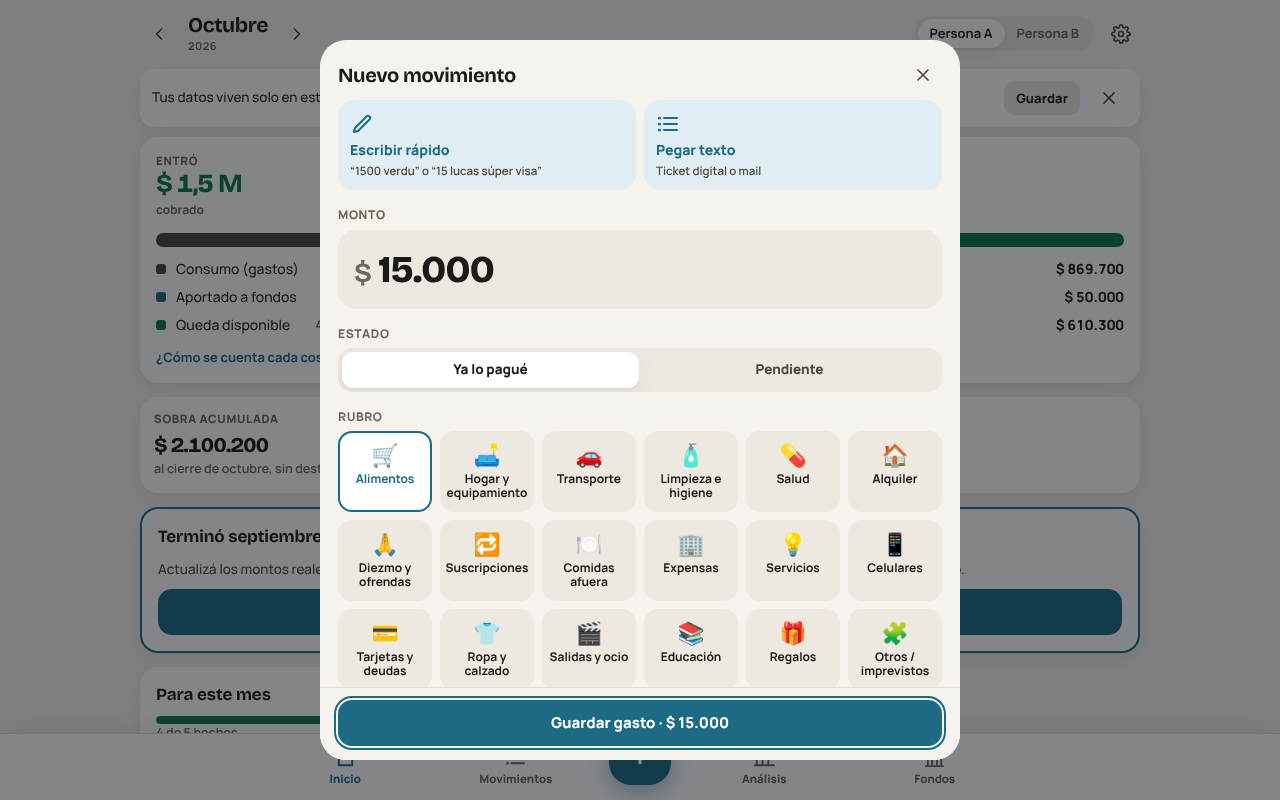 Octubre
2026
Persona A
Persona B
Tus datos viven solo en est
Guardar
ENTRÓ
$ 1,5 M
cobrado
Consumo (gastos)
$ 869.700
Aportado a fondos
$ 50.000
Queda disponible
$ 610.300
¿Cómo se cuenta cada cos
SOBRA ACUMULADA
$ 2.100.200
al cierre de octubre, sin dest
Terminó septiembre
Actualizá los montos reale
Para este mes
4 de 5 hechos
Nuevo movimiento
Escribir rápido
“1500 verdu” o “15 lucas súper visa”
Pegar texto
Ticket digital o mail
MONTO
$ 15.000
ESTADO
Ya lo pagué
Pendiente
RUBRO
Alimentos
Hogar y
equipamiento
Transporte
Limpieza e
higiene
Salud
Alquiler
Diezmo y
ofrendas
Suscripciones
Comidas
afuera
Expensas
Servicios
Celulares
Tarjetas y
deudas
Ropa y
calzado
Salidas y ocio
Educación
Regalos
Otros /
imprevistos
Guardar gasto · $ 15.000
Inicio
Movimientos
Análisis
Fondos